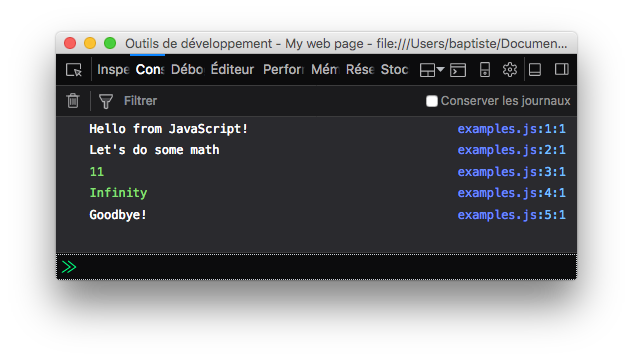 Outils de développement - My web page - file:///Users/baptiste/Documen...
Inspe Cons Débo Éditeur Perfor Mém Rése Stoc
Filtrer Conserver les journaux
Hello from JavaScript! examples.js:1:1
Let's do some math examples.js:2:1
11 examples.js:3:1
Infinity examples.js:4:1
Goodbye! examples.js:5:1